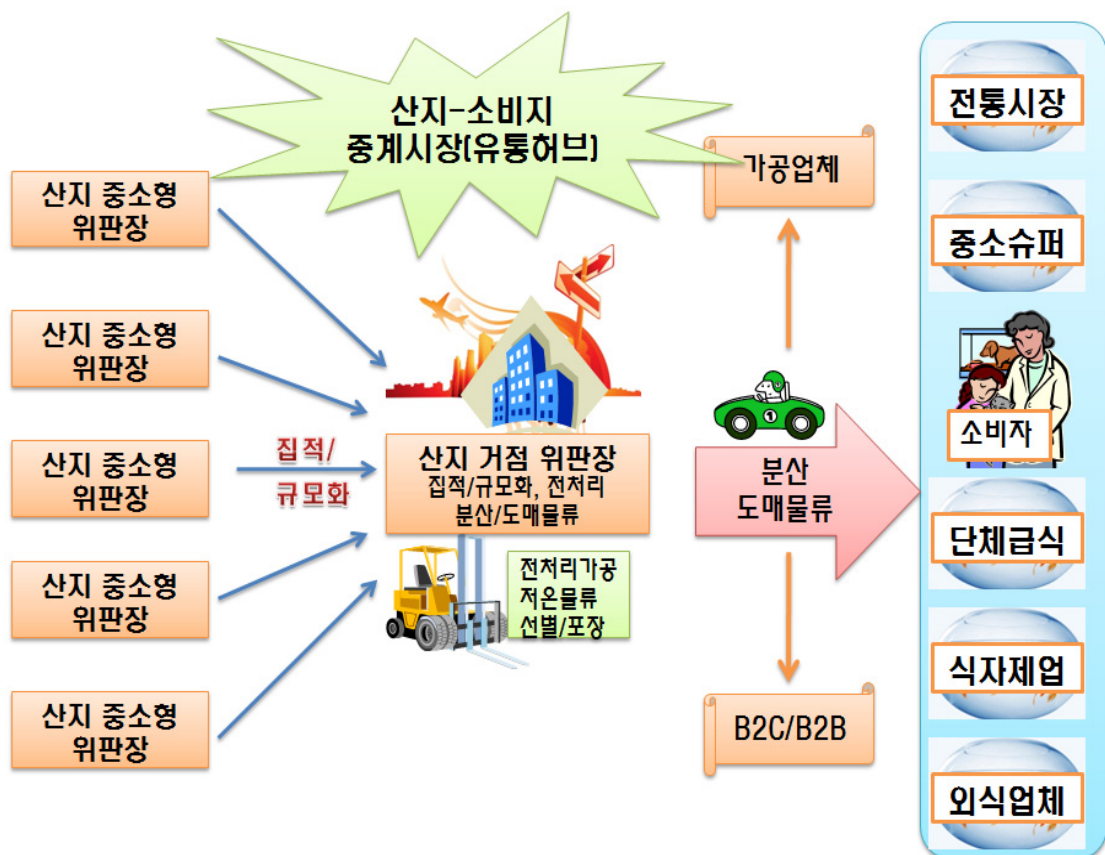 산지-소비지
중계시장(유통허브)
산지 중소형
위판장
산지 중소형
위판장
산지 중소형
위판장
산지 중소형
위판장
산지 중소형
위판장
집적/
규모화
산지 거점 위판장
집적/규모화, 전처리
분산/도매물류
전처리가공
저온물류
선별/포장
가공업체
1
분산
도매물류
B2C/B2B
전통시장
중소슈퍼
소비자
단체급식
식자제업
외식업체